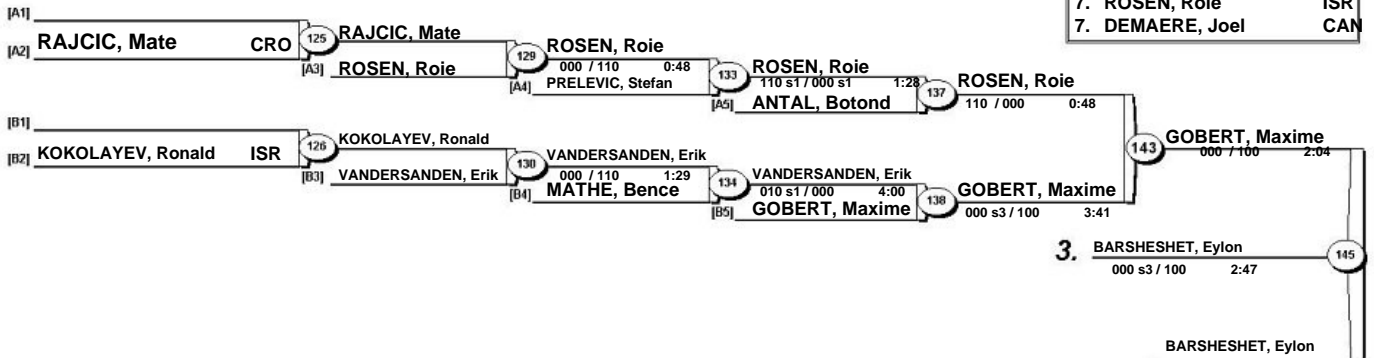 7. ROSEN, Roie ISR
7. DEMAERE, Joel CAN
[A1]
[A2] RAJCIC, Mate CRO
125
RAJCIC, Mate
[A3] ROSEN, Roie
129
ROSEN, Roie
000 / 110 0:48
[A4] PRELEVIC, Stefan
133
ROSEN, Roie
110 s1 / 000 s1 1:28
[A5] ANTAL, Botond
137
ROSEN, Roie
110 / 000 0:48
[B1]
[B2] KOKOLAYEV, Ronald ISR
126
KOKOLAYEV, Ronald
[B3] VANDERSANDEN, Erik
130
VANDERSANDEN, Erik
000 / 110 1:29
[B4] MATHE, Bence
134
VANDERSANDEN, Erik
010 s1 / 000 4:00
[B5] GOBERT, Maxime
138
GOBERT, Maxime
000 s3 / 100 3:41
143
GOBERT, Maxime
000 / 100 2:04
3. BARSHESHET, Eylon
000 s3 / 100 2:47
145
BARSHESHET, Eylon